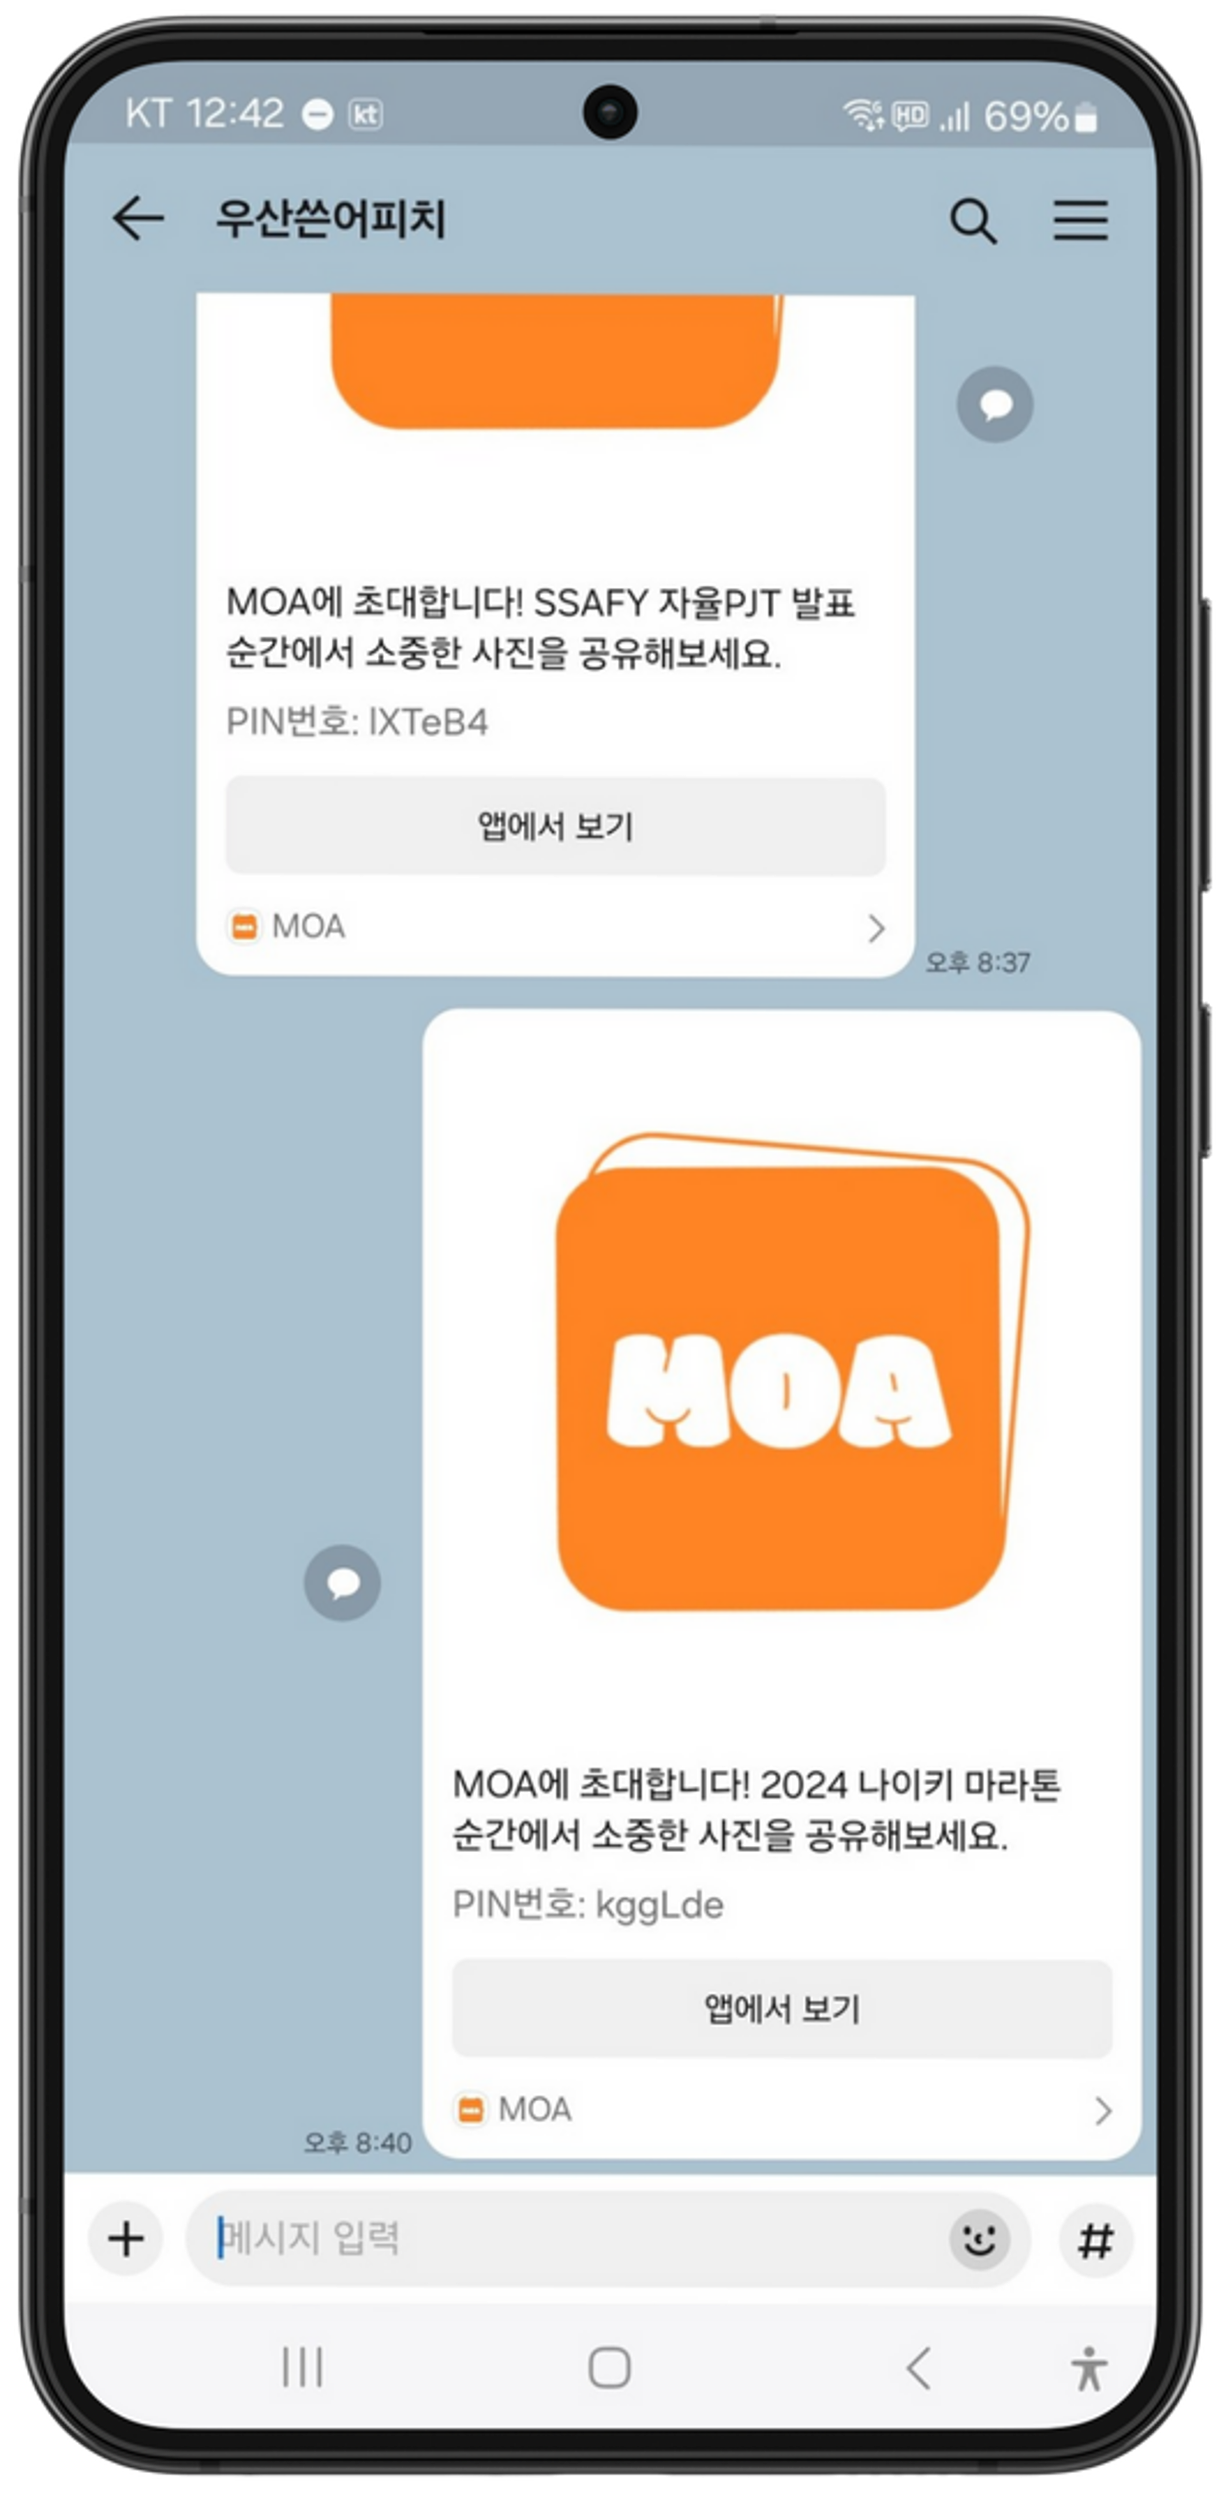 KT 12:42 kt HD 69%
우산쓴어피치
MOA에 초대합니다! SSAFY 자율PJT 발표
순간에서 소중한 사진을 공유해보세요.
PIN번호: lXTeB4
앱에서 보기
MOA
오후 8:37
MOA
MOA에 초대합니다! 2024 나이키 마라톤
순간에서 소중한 사진을 공유해보세요.
PIN번호: kggLde
앱에서 보기
MOA
오후 8:40
메시지 입력
#